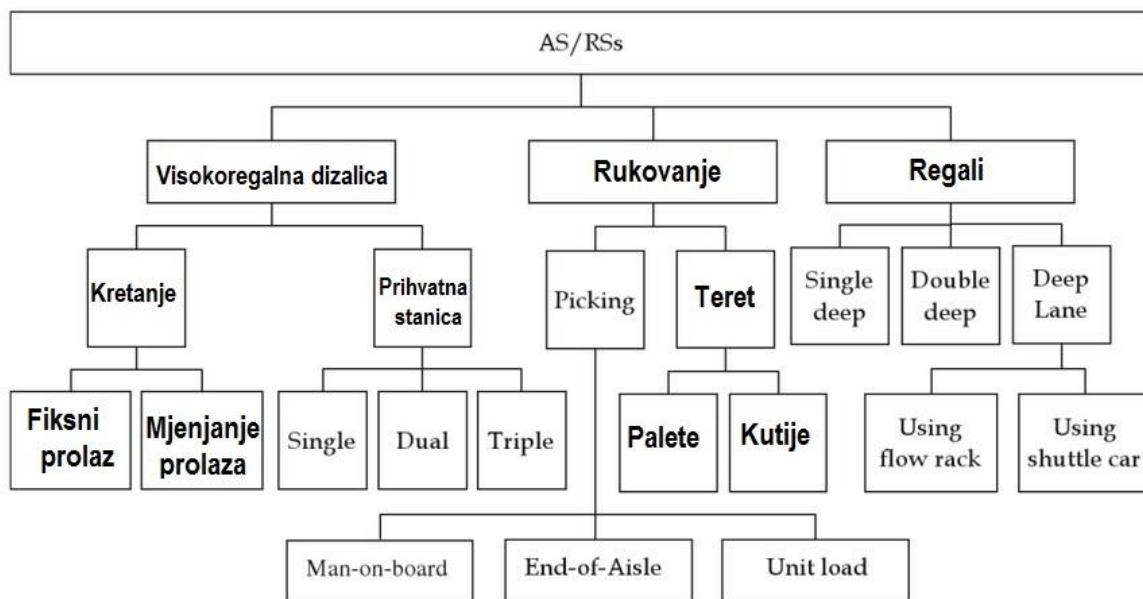 AS/RSs
Visokoregalna dizalica
Rukovanje
Regali
Kretanje
Prihvatna
stanica
Picking
Teret
Single
deep
Double
deep
Deep
Lane
Fiksni
prolaz
Mjenjanje
prolaza
Single
Dual
Triple
Palete
Kutije
Using
flow rack
Using
shuttle car
Man-on-board
End-of-Aisle
Unit load